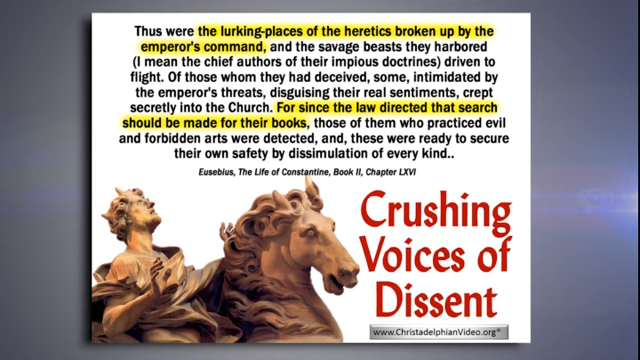 Thus were the lurking-places of the heretics broken up by the
emperor's command, and the savage beasts they harbored
(I mean the chief authors of their impious doctrines) driven to
flight. Of those whom they had deceived, some, intimidated by
the emperor's threats, disguising their real sentiments, crept
secretly into the Church. For since the law directed that search
should be made for their books, those of them who practiced evil
and forbidden arts were detected, and, these were ready to secure
their own safety by dissimulation of every kind..
Eusebius, The Life of Constantine, Book II, Chapter LXVI
Crushing
Voices of
Dissent
www.ChristadelphianVideo.org®